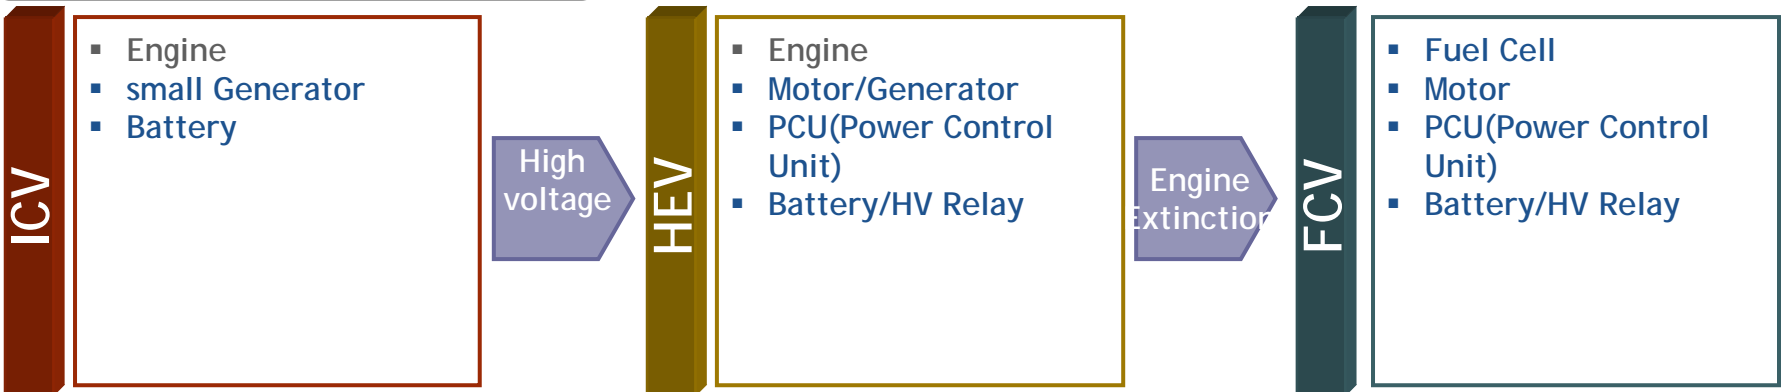 ICV
▪ Engine
▪ small Generator
▪ Battery
High
voltage
HEV
▪ Engine
▪ Motor/Generator
▪ PCU(Power Control
Unit)
▪ Battery/HV Relay
Engine
Extinction
FCV
▪ Fuel Cell
▪ Motor
▪ PCU(Power Control
Unit)
▪ Battery/HV Relay